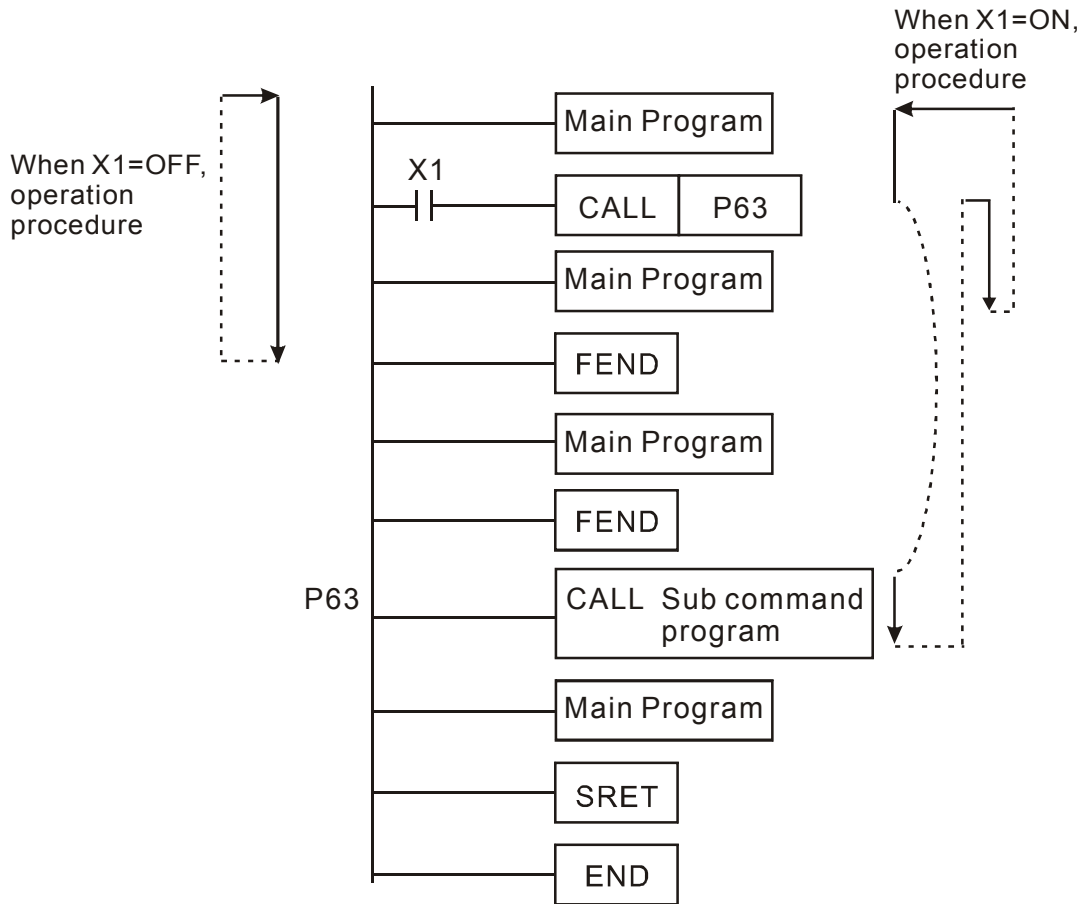 When X1=ON,
operation
procedure
Main Program
When X1=OFF,
operation
procedure
X1
CALL P63
Main Program
FEND
Main Program
FEND
P63
CALL Sub command
program
Main Program
SRET
END